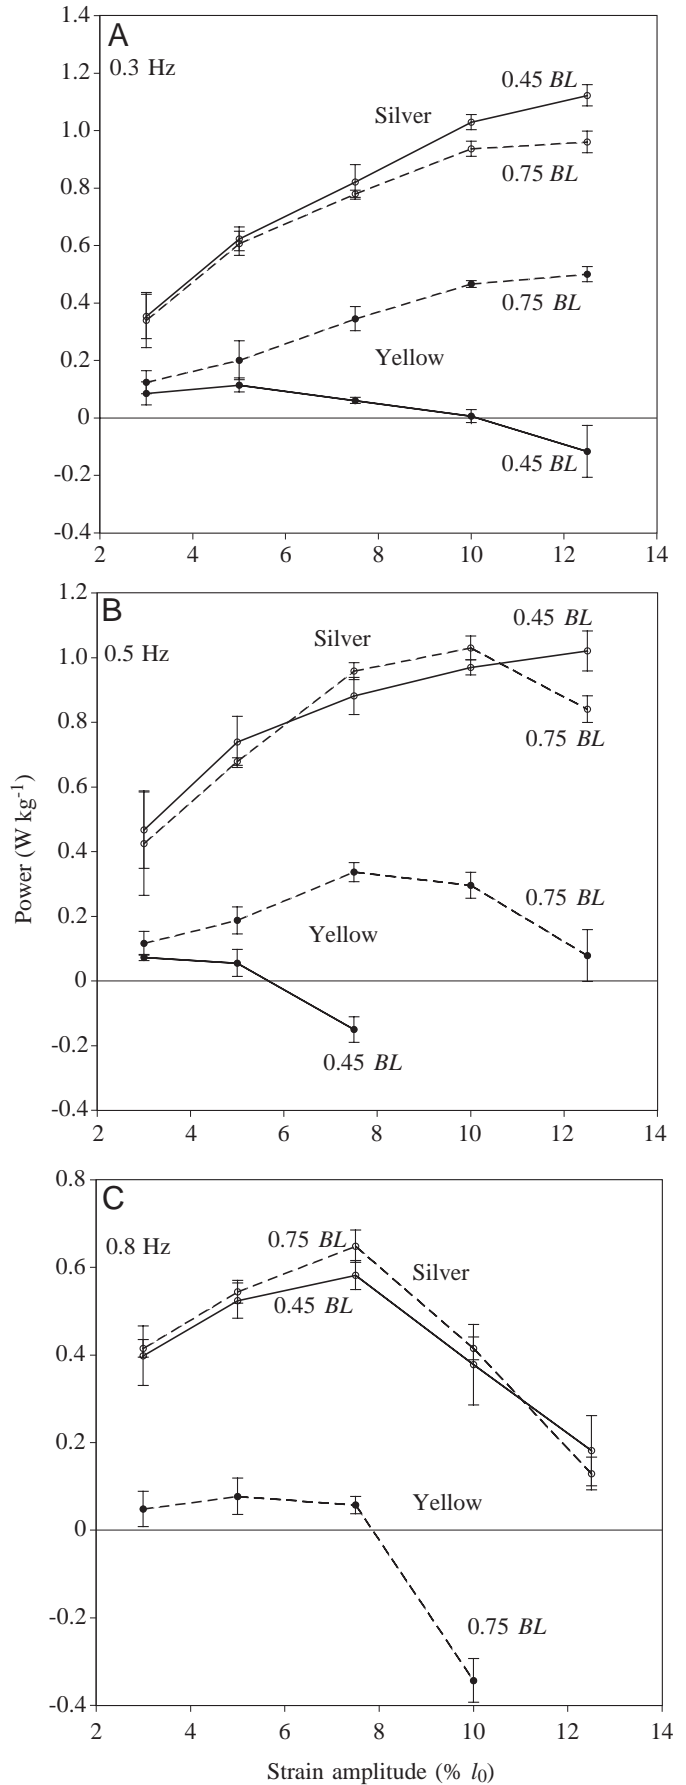 A
0.3 Hz
1.4
1.2
1.0
0.8
0.6
0.4
0.2
0
-0.2
-0.4
Silver
0.45 BL
0.75 BL
0.75 BL
Yellow
0.45 BL
2 4 6 8 10 12 14
B
0.5 Hz
1.2
1.0
0.8
0.6
0.4
0.2
0
-0.2
-0.4
Silver
0.45 BL
0.75 BL
0.75 BL
Yellow
0.45 BL
2 4 6 8 10 12 14
Power (W kg-1)
C
0.8 Hz
0.8
0.6
0.4
0.2
0
-0.2
-0.4
0.75 BL
Silver
0.45 BL
Yellow
0.75 BL
2 4 6 8 10 12 14
Strain amplitude (% l0)